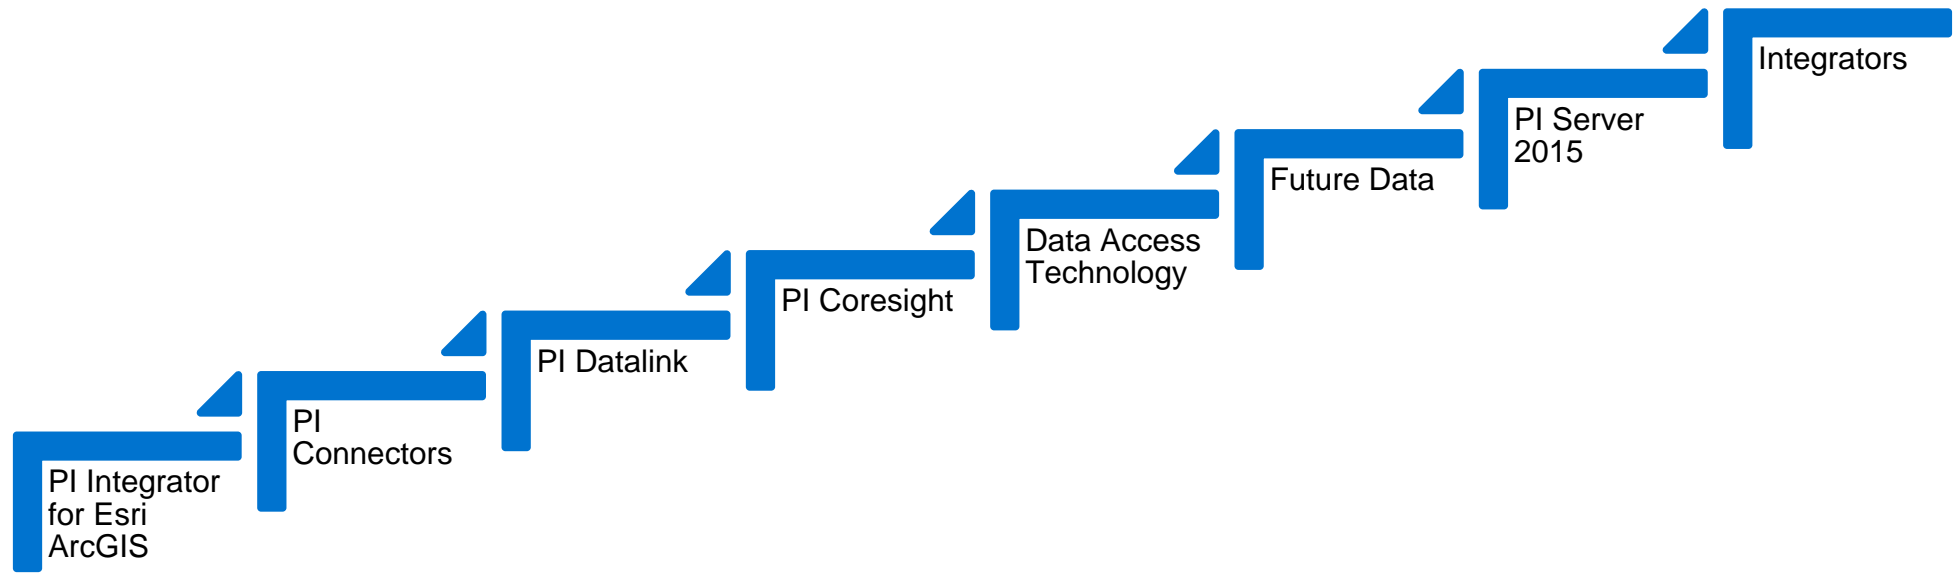 PI Integrator
for Esri
ArcGIS
PI
Connectors
PI Datalink
PI Coresight
Data Access
Technology
Future Data
PI Server
2015
Integrators